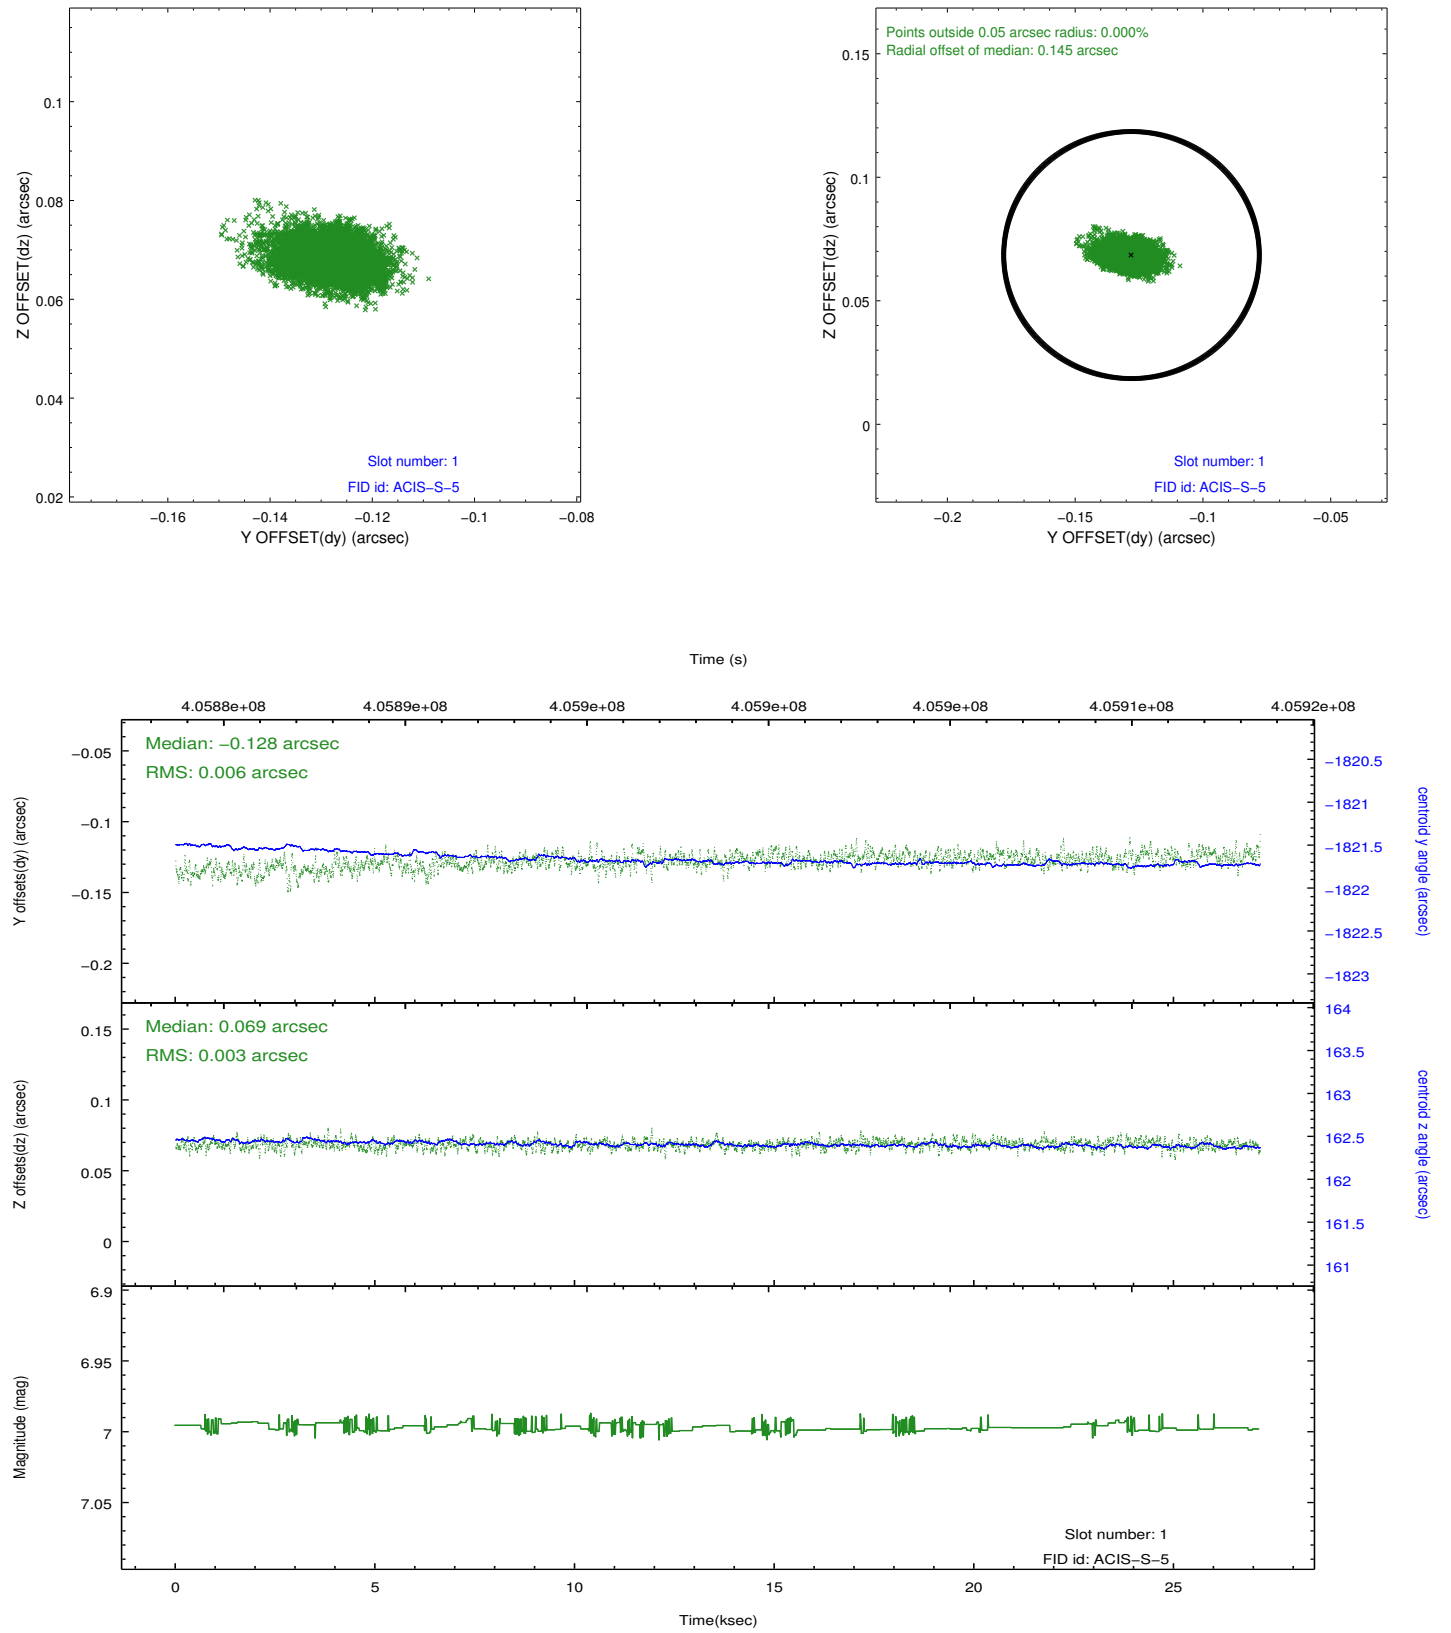 0.1
0.08
0.06
0.04
0.02
Z OFFSET(dz) (arcsec)
Slot number: 1
FID id: ACIS−S−5
−0.16 −0.14 −0.12 −0.1 −0.08
Y OFFSET(dy) (arcsec)
Points outside 0.05 arcsec radius: 0.000%
Radial offset of median: 0.145 arcsec
0.15
0.1
0.05
0
Z OFFSET(dz) (arcsec)
Slot number: 1
FID id: ACIS−S−5
−0.2 −0.15 −0.1 −0.05
Y OFFSET(dy) (arcsec)
Time (s)
4.0588e+08 4.0589e+08 4.059e+08 4.059e+08 4.059e+08 4.0591e+08 4.0592e+08
Median: −0.128 arcsec
RMS: 0.006 arcsec
−0.05
−0.1
−0.15
−0.2
Y offsets(dy) (arcsec)
−1820.5
−1821
−1821.5
−1822
−1822.5
−1823
centroid y angle (arcsec)
Median: 0.069 arcsec
RMS: 0.003 arcsec
0.15
0.1
0.05
0
Z offsets(dz) (arcsec)
164
163.5
163
162.5
162
161.5
161
centroid z angle (arcsec)
6.9
6.95
7
7.05
Magnitude (mag)
Slot number: 1
FID id: ACIS−S−5
0 5 10 15 20 25
Time(ksec)